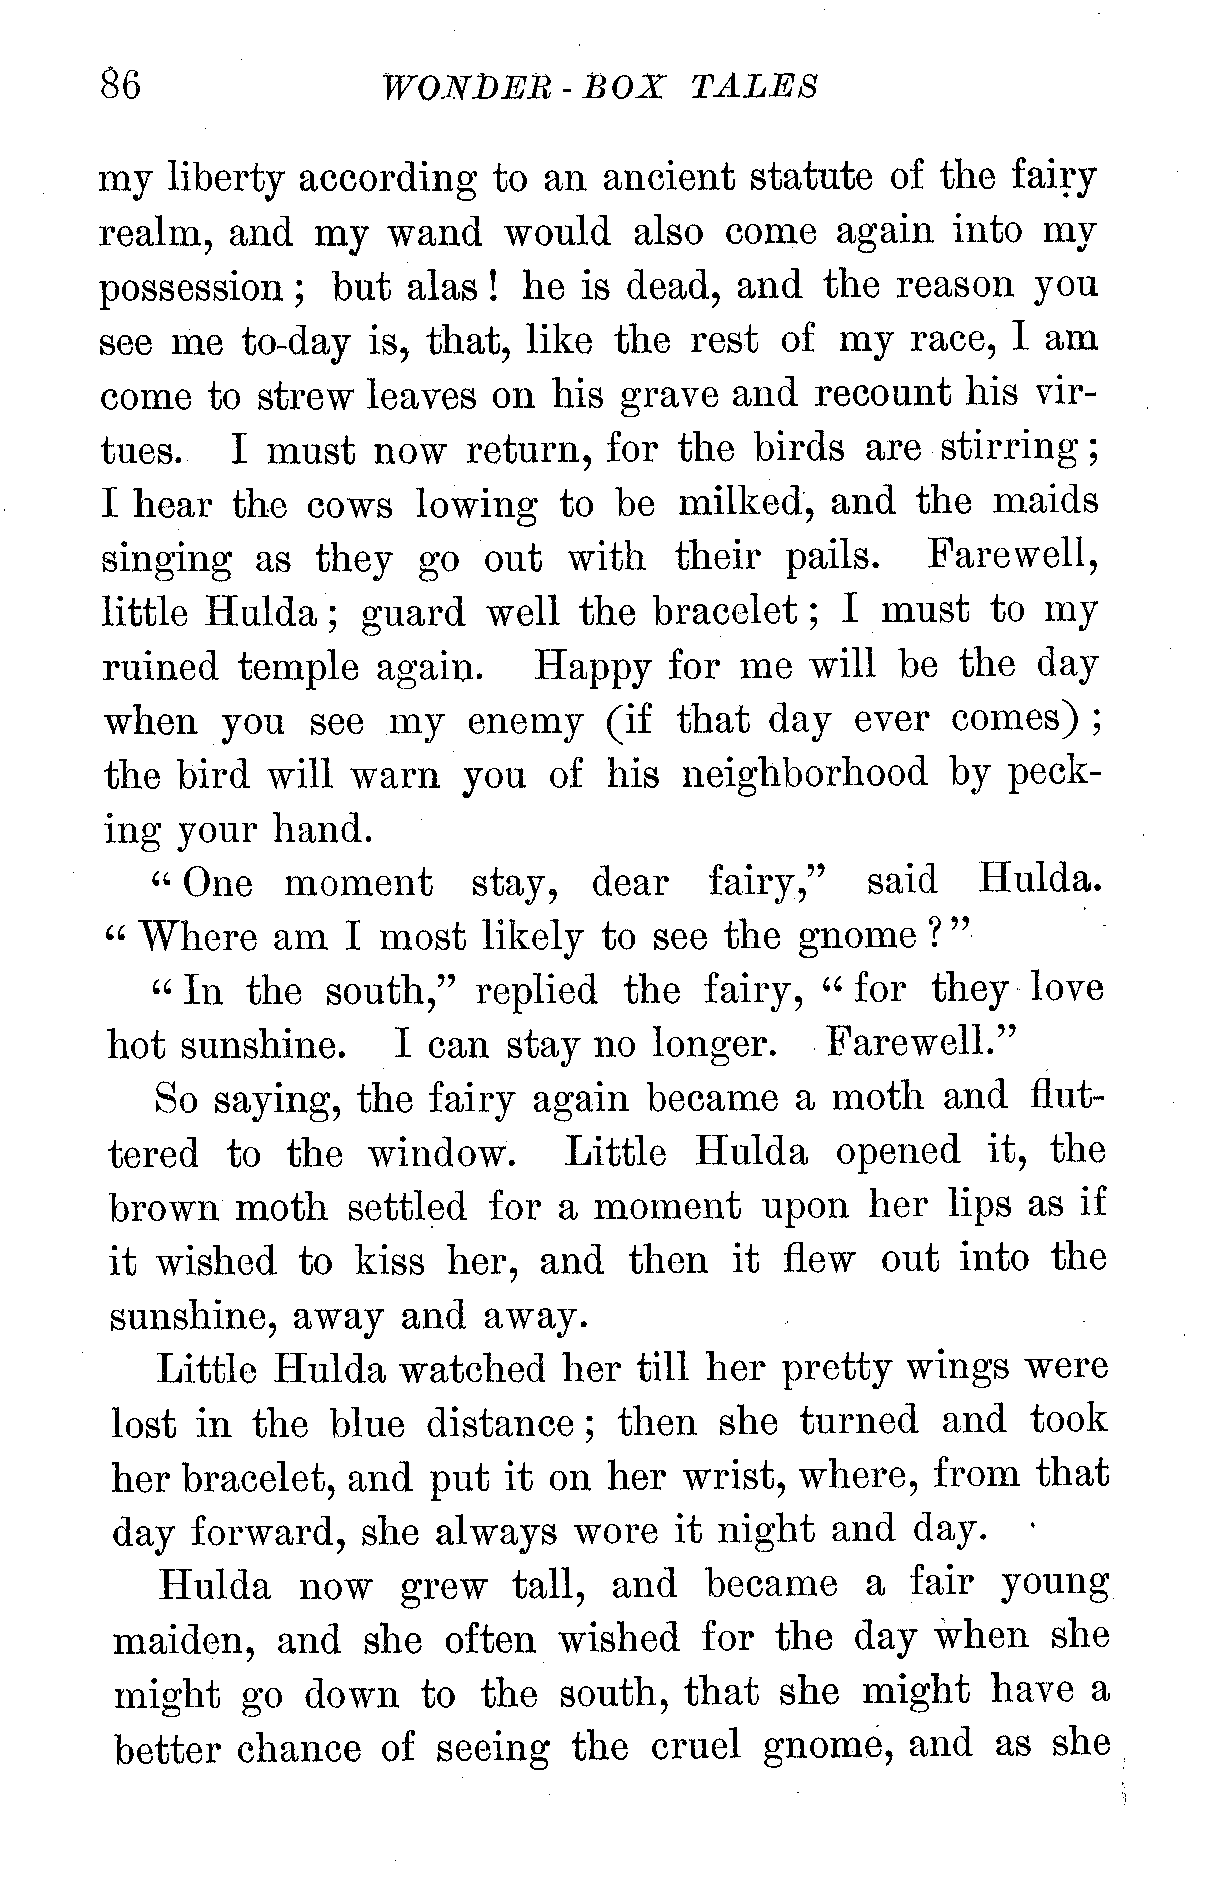 86 WONDER-BOX TALES
my liberty according to an ancient statute of the fairy
realm, and my wand would also come again into my
possession; but alas! he is dead, and the reason you
see me to-day is, that, like the rest of my race, I am
come to strew leaves on his grave and recount his vir-
tues. I must now return, for the birds are stirring;
I hear the cows lowing to be milked, and the maids
singing as they go out with their pails. Farewell,
little Hulda; guard well the bracelet; I must to my
ruined temple again. Happy for me will be the day
when you see my enemy (if that day ever comes);
the bird will warn you of his neighborhood by peck-
ing your hand.
“One moment stay, dear fairy,” said Hulda.
“Where am I most likely to see the gnome?”
“In the south,” replied the fairy, “for they love
hot sunshine. I can stay no longer. Farewell.”
So saying, the fairy again became a moth and flut-
tered to the window. Little Hulda opened it, the
brown moth settled for a moment upon her lips as if
it wished to kiss her, and then it flew out into the
sunshine, away and away.
Little Hulda watched her till her pretty wings were
lost in the blue distance; then she turned and took
her bracelet, and put it on her wrist, where, from that
day forward, she always wore it night and day.
Hulda now grew tall, and became a fair young
maiden, and she often wished for the day when she
might go down to the south, that she might have a
better chance of seeing the cruel gnome, and as she